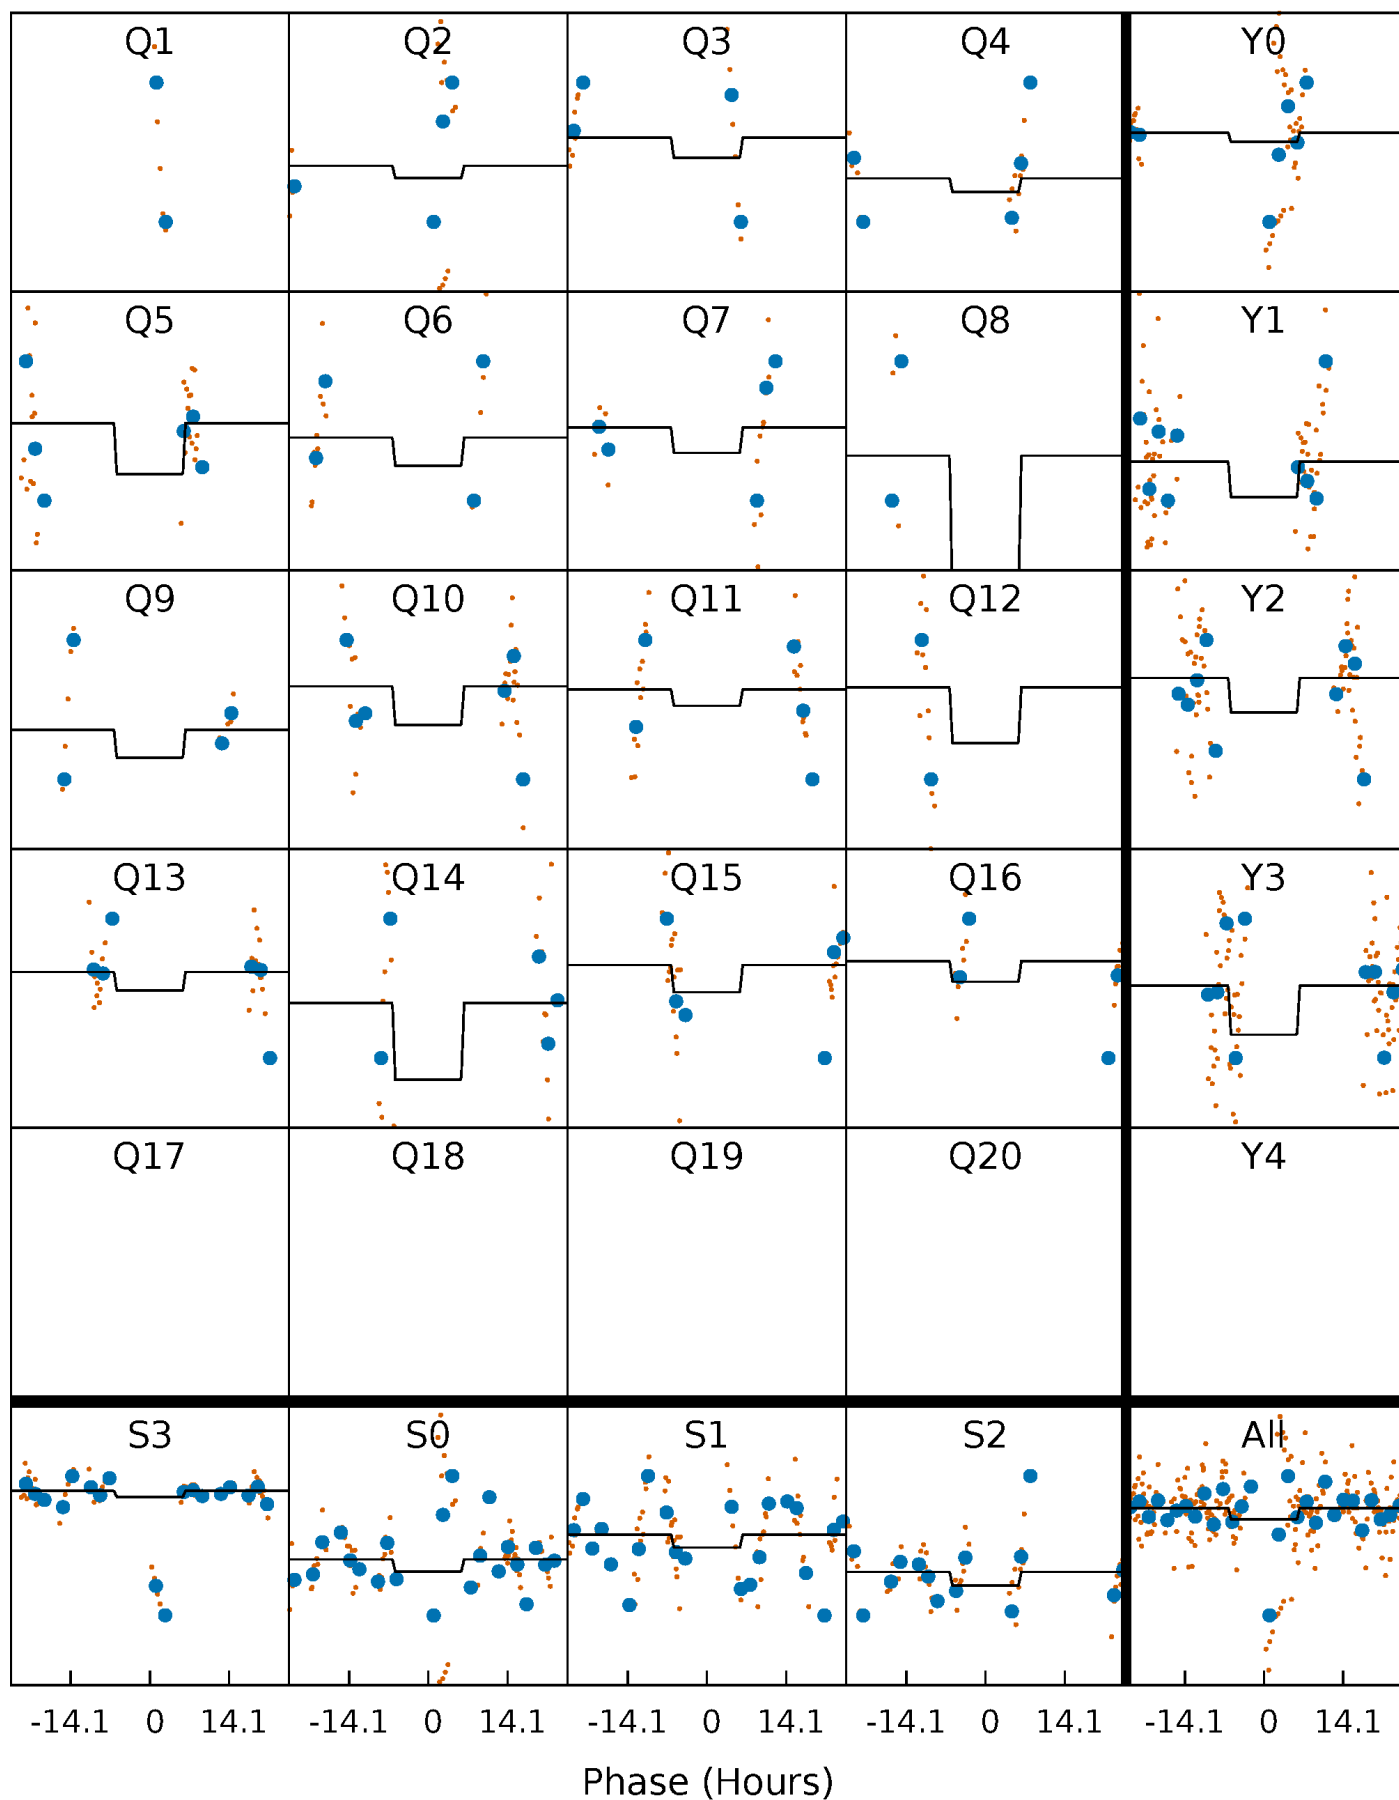 Q1 Q2 Q3 Q4 Y0
Q5 Q6 Q7 Q8 Y1
Q9 Q10 Q11 Q12 Y2
Q13 Q14 Q15 Q16 Y3
Q17 Q18 Q19 Q20 Y4
S3 S0 S1 S2 All
-14.1 0 14.1 -14.1 0 14.1 -14.1 0 14.1 -14.1 0 14.1 -14.1 0 14.1
Phase (Hours)